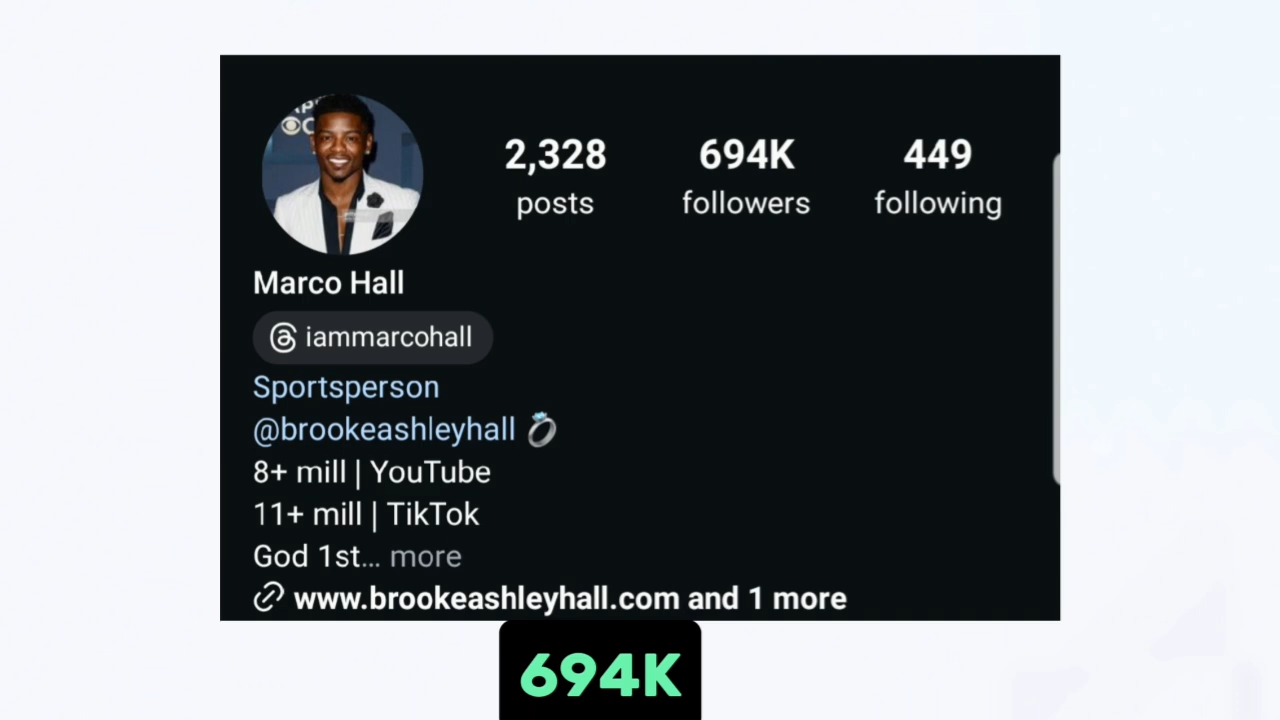 2,328 694K 449
posts followers following
Marco Hall
iammarcohall
Sportsperson
@brookeashleyhall
8+ mill | YouTube
11+ mill | TikTok
God 1st... more
www.brookeashleyhall.com and 1 more
694K